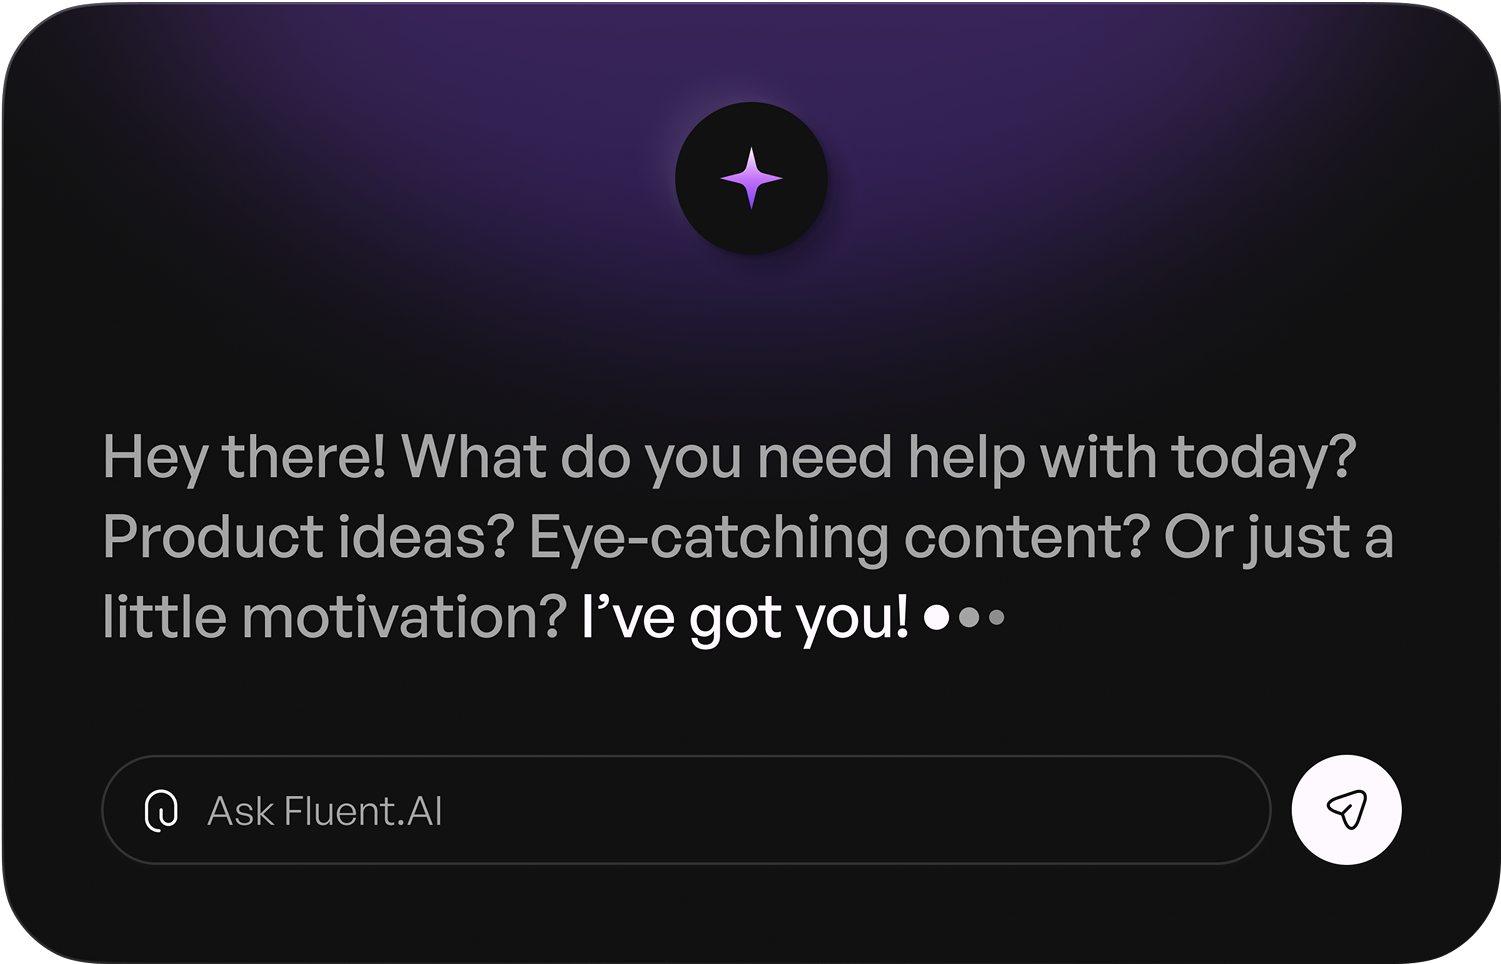 Hey there! What do you need help with today?
Product ideas? Eye-catching content? Or just a
little motivation? I’ve got you!
Ask Fluent.AI